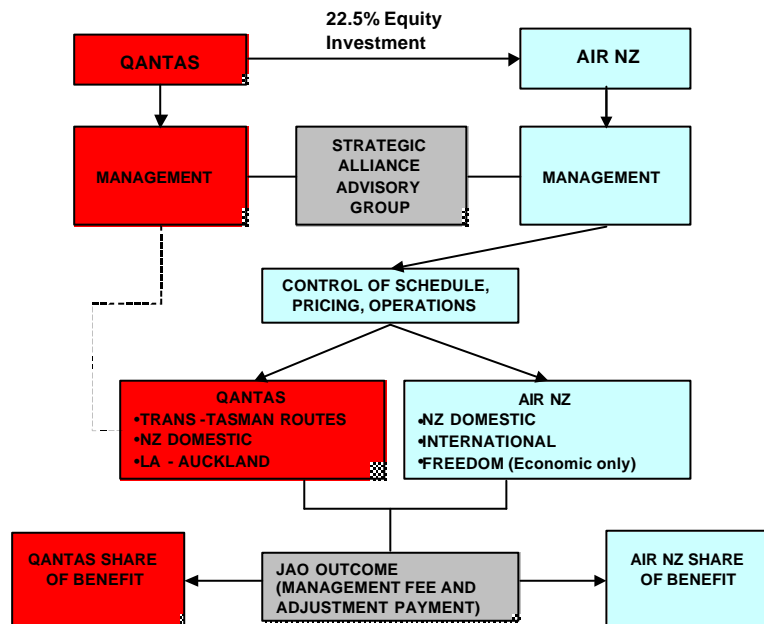 22.5% Equity
Investment
QANTAS
AIR NZ
MANAGEMENT
STRATEGIC
ALLIANCE
ADVISORY
GROUP
MANAGEMENT
CONTROL OF SCHEDULE,
PRICING, OPERATIONS
QANTAS
•TRANS -TASMAN ROUTES
•NZ DOMESTIC
•LA - AUCKLAND
AIR NZ
•NZ DOMESTIC
•INTERNATIONAL
•FREEDOM (Economic only)
QANTAS SHARE
OF BENEFIT
JAO OUTCOME
(MANAGEMENT FEE AND
ADJUSTMENT PAYMENT)
AIR NZ SHARE
OF BENEFIT